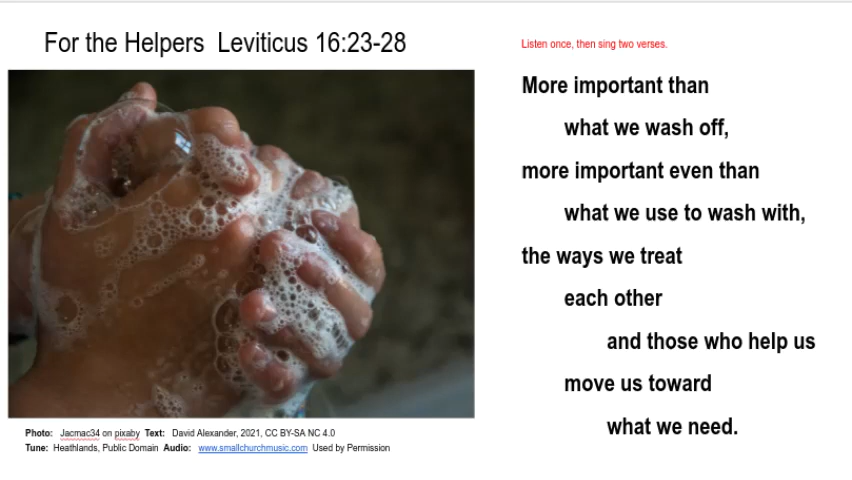 For the Helpers  Leviticus 16:23-28
Listen once, then sing two verses.
More important than
what we wash off,
more important even than
what we use to wash with,
the ways we treat
each other
and those who help us
move us toward
what we need.
Photo: Jacmac34 on pixaby Text: David Alexander, 2021, CC BY-SA NC 4.0
Tune: Heathlands, Public Domain Audio: www.smallchurchmusic.com Used by Permission